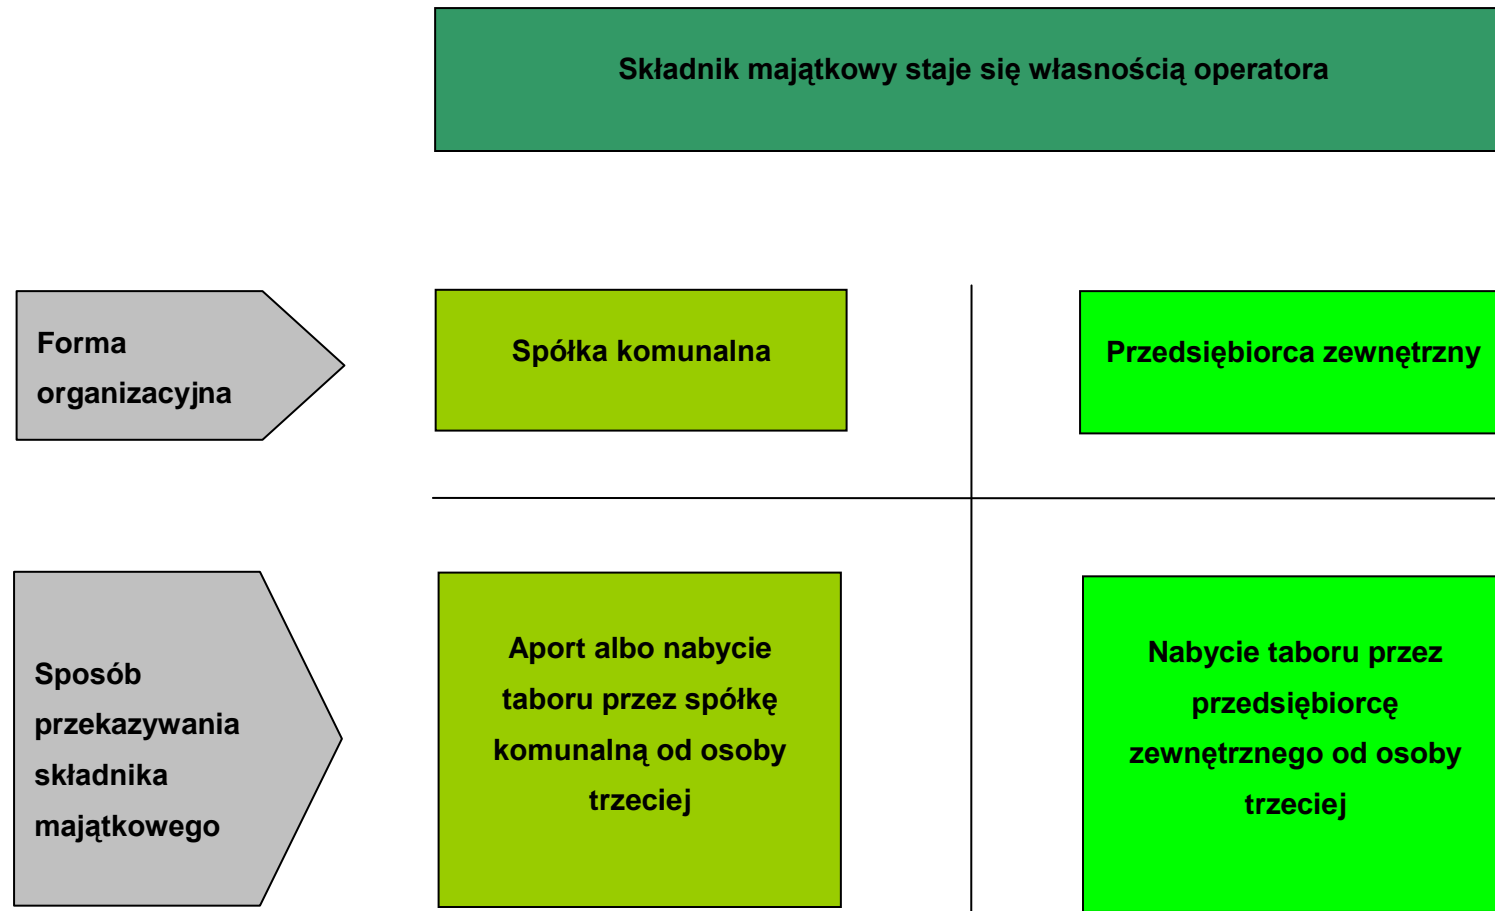 Składnik majątkowy staje się własnością operatora
Forma
organizacyjna
Spółka komunalna
Przedsiębiorca zewnętrzny
Sposób
przekazywania
składnika
majątkowego
Aport albo nabycie
taboru przez spółkę
komunalną od osoby
trzeciej
Nabycie taboru przez
przedsiębiorcę
zewnętrznego od osoby
trzeciej